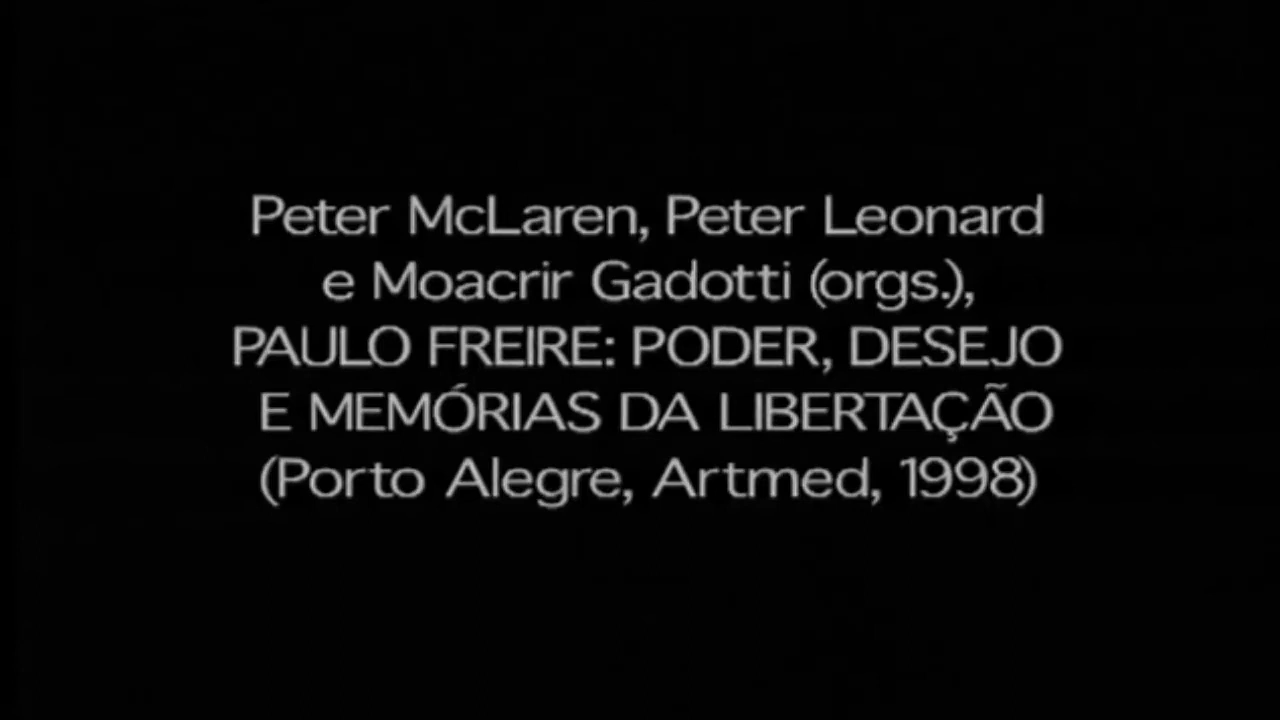 Peter McLaren, Peter Leonard
e Moacrir Gadotti (orgs.),
PAULO FREIRE: PODER, DESEJO
E MEMÓRIAS DA LIBERTAÇÃO
(Porto Alegre, Artmed, 1998)